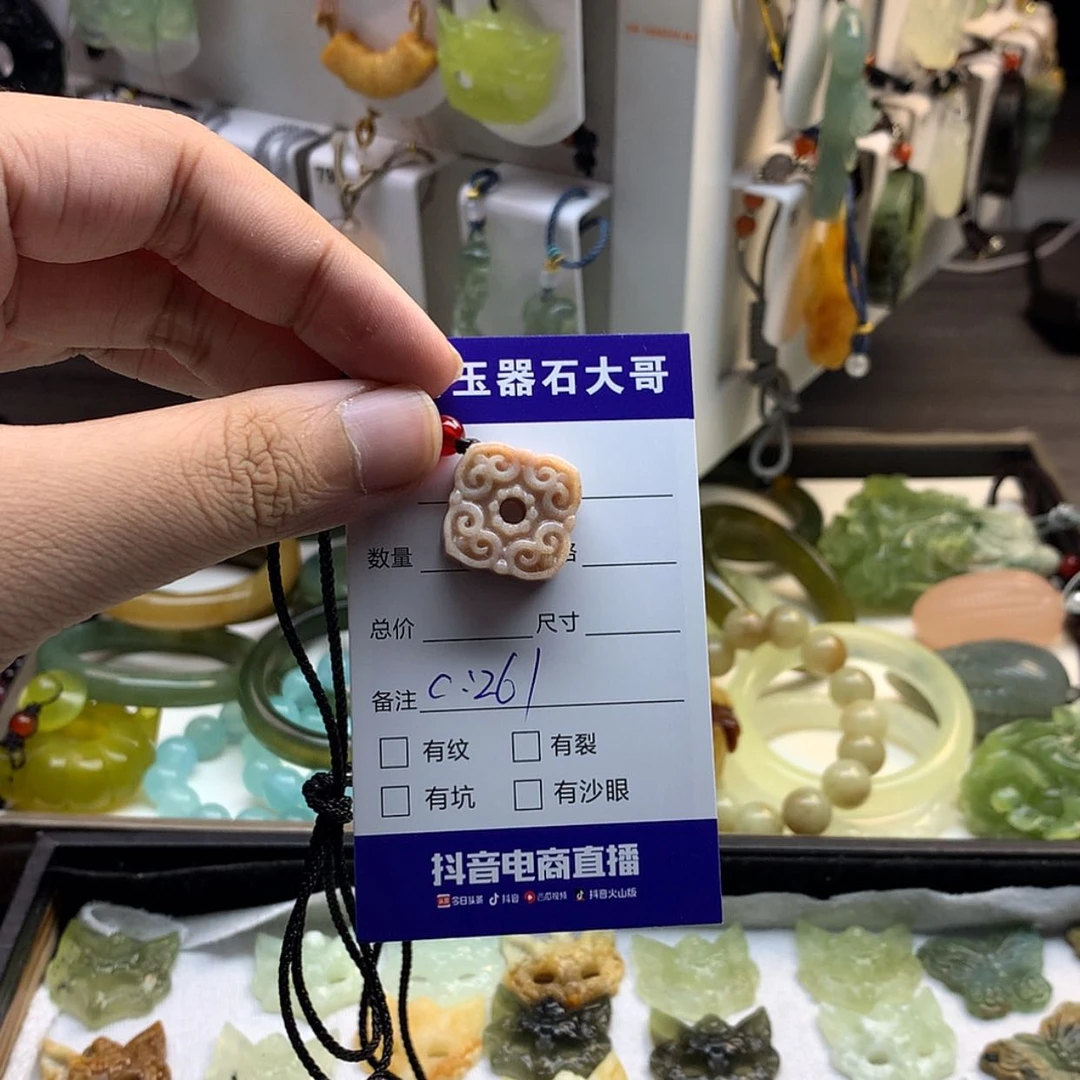 玉器石大哥
数量
总价 尺寸
备注 C:261
有纹 有裂
有坑 有沙眼
抖音电商直播
今日头条 抖音 西瓜视频 抖音火山版